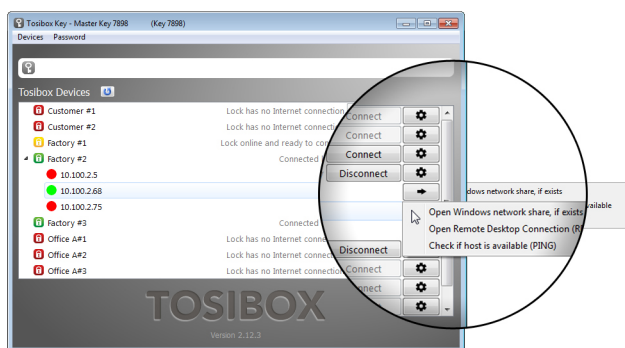 Tosibox Key - Master Key 7898 (Key 7898)
Devices Password
Tosibox Devices
Customer #1 Lock has no Internet connection Connect
Customer #2 Lock has no Internet connecti Connect
Factory #1 Lock online and ready to con Connect
Factory #2 Connected Disconnect
10.100.2.5
10.100.2.68
10.100.2.75
Factory #3 Connected Disconnect
Office A#1 Lock has no Internet conne
Office A#2 Lock has no Internet connec Connect
Office A#3 Lock has no Internet connection Connect
dows network share, if exists
vailable
Open Windows network share, if exists
Open Remote Desktop Connection (R
Check if host is available (PING)
TOSIBOX
Version 2.12.3